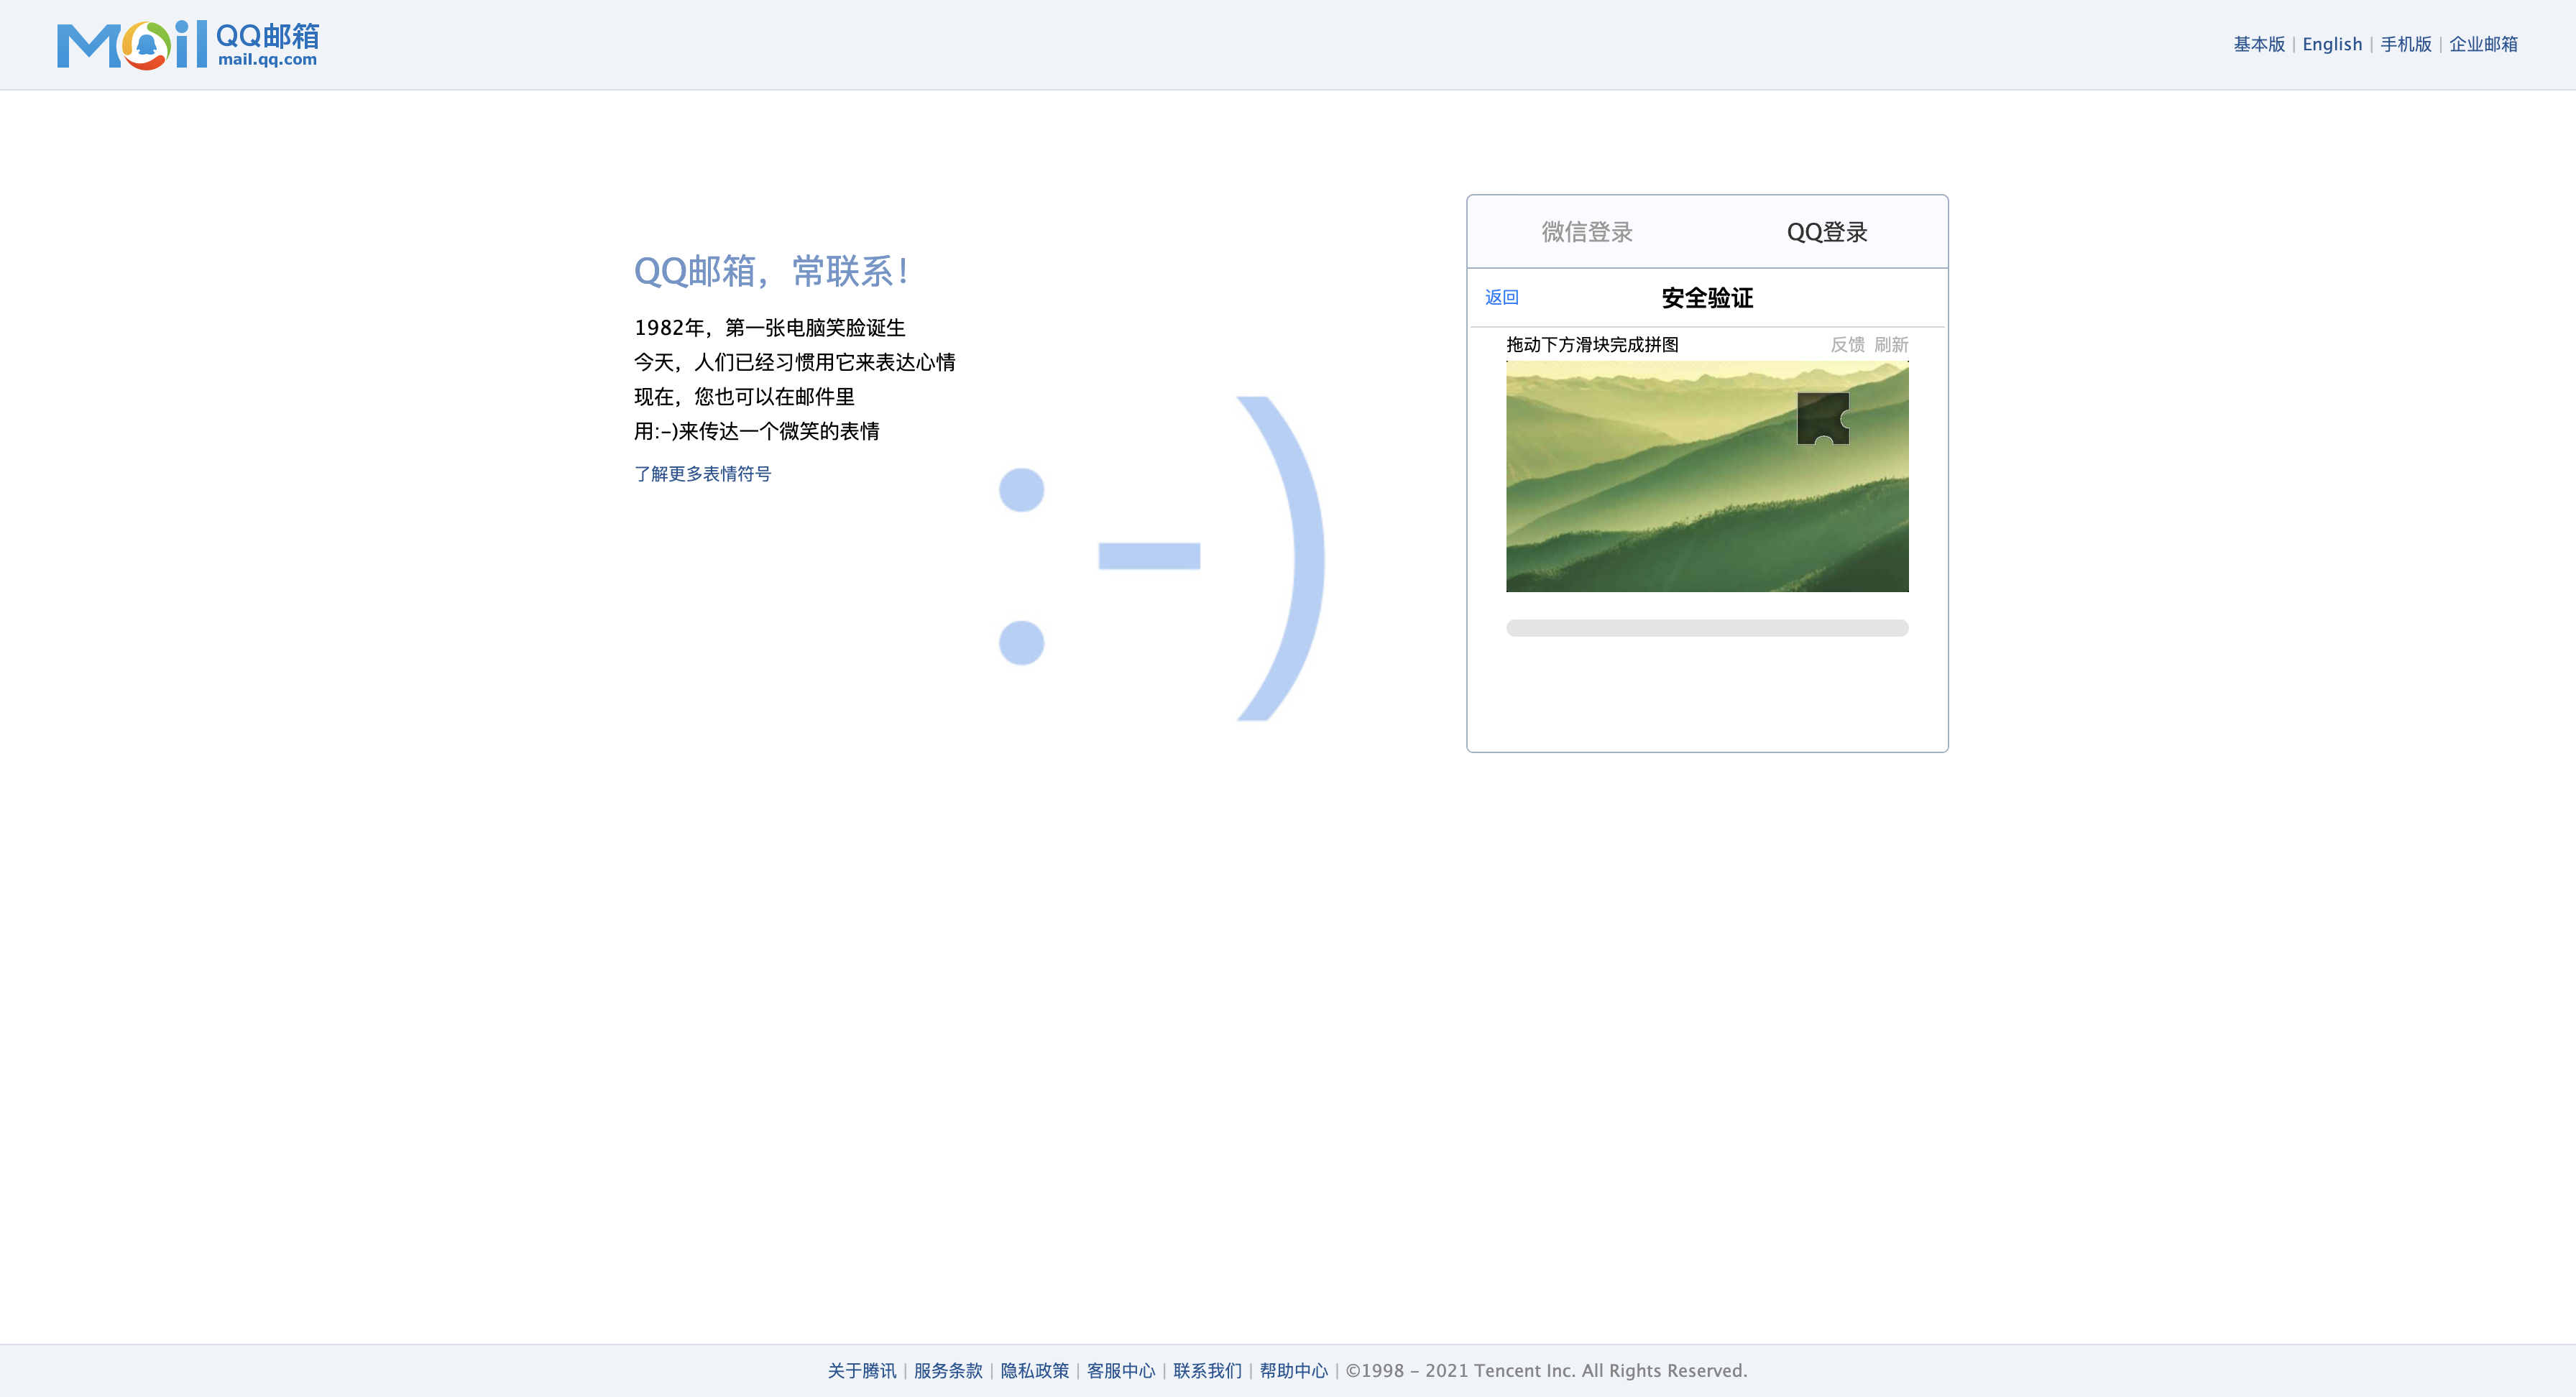 Mail QQ邮箱
mail.qq.com
基本版 | English | 手机版 | 企业邮箱
QQ邮箱，常联系！
1982年，第一张电脑笑脸诞生
今天，人们已经习惯用它来表达心情
现在，您也可以在邮件里
用:-)来传达一个微笑的表情
了解更多表情符号
:-)
微信登录 QQ登录
返回 安全验证
拖动下方滑块完成拼图 反馈 刷新
关于腾讯 | 服务条款 | 隐私政策 | 客服中心 | 联系我们 | 帮助中心 | ©1998 - 2021 Tencent Inc. All Rights Reserved.